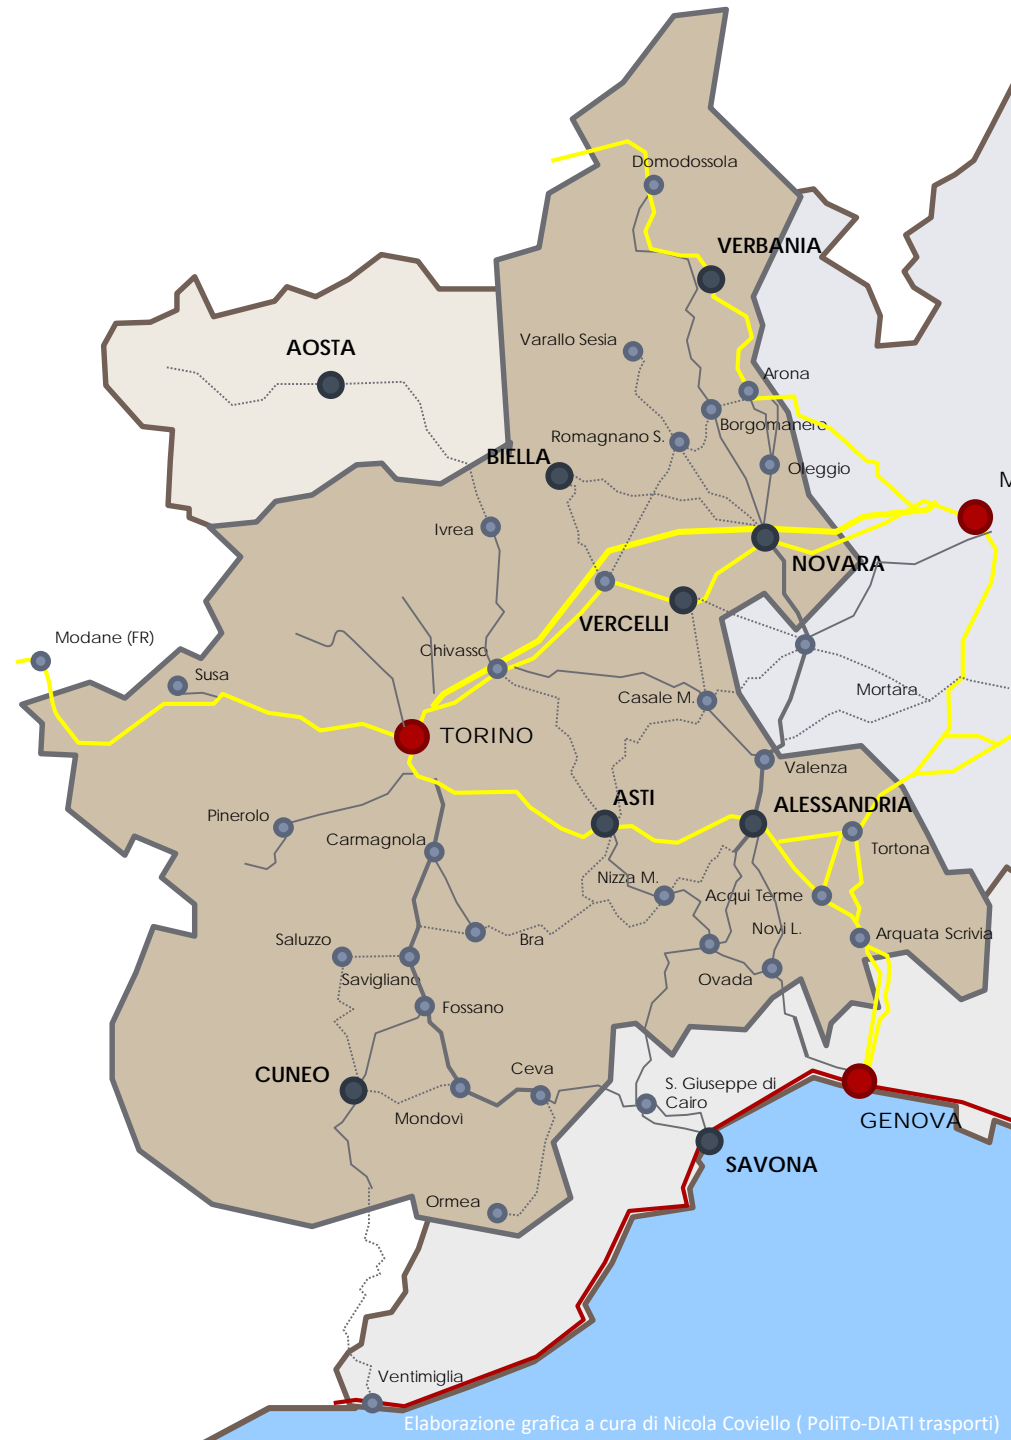 Domodossola
VERBANIA
Varallo Sesia
AOSTA
Arona
Borgomanero
Romagnano S.
BIELLA
Oleggio
M
Ivrea
NOVARA
VERCELLI
Modane (FR)
Chivasso
Susa
Mortara
Casale M.
TORINO
Valenza
ASTI
ALESSANDRIA
Pinerolo
Carmagnola
Tortona
Nizza M.
Acqui Terme
Novi L.
Arquata Scrivia
Saluzzo
Bra
Savigliano
Ovada
Fossano
CUNEO
Ceva
S. Giuseppe di
Cairo
Mondovì
GENOVA
SAVONA
Ormea
Ventimiglia
Elaborazione grafica a cura di Nicola Coviello ( PoliTo-DIATI trasporti)